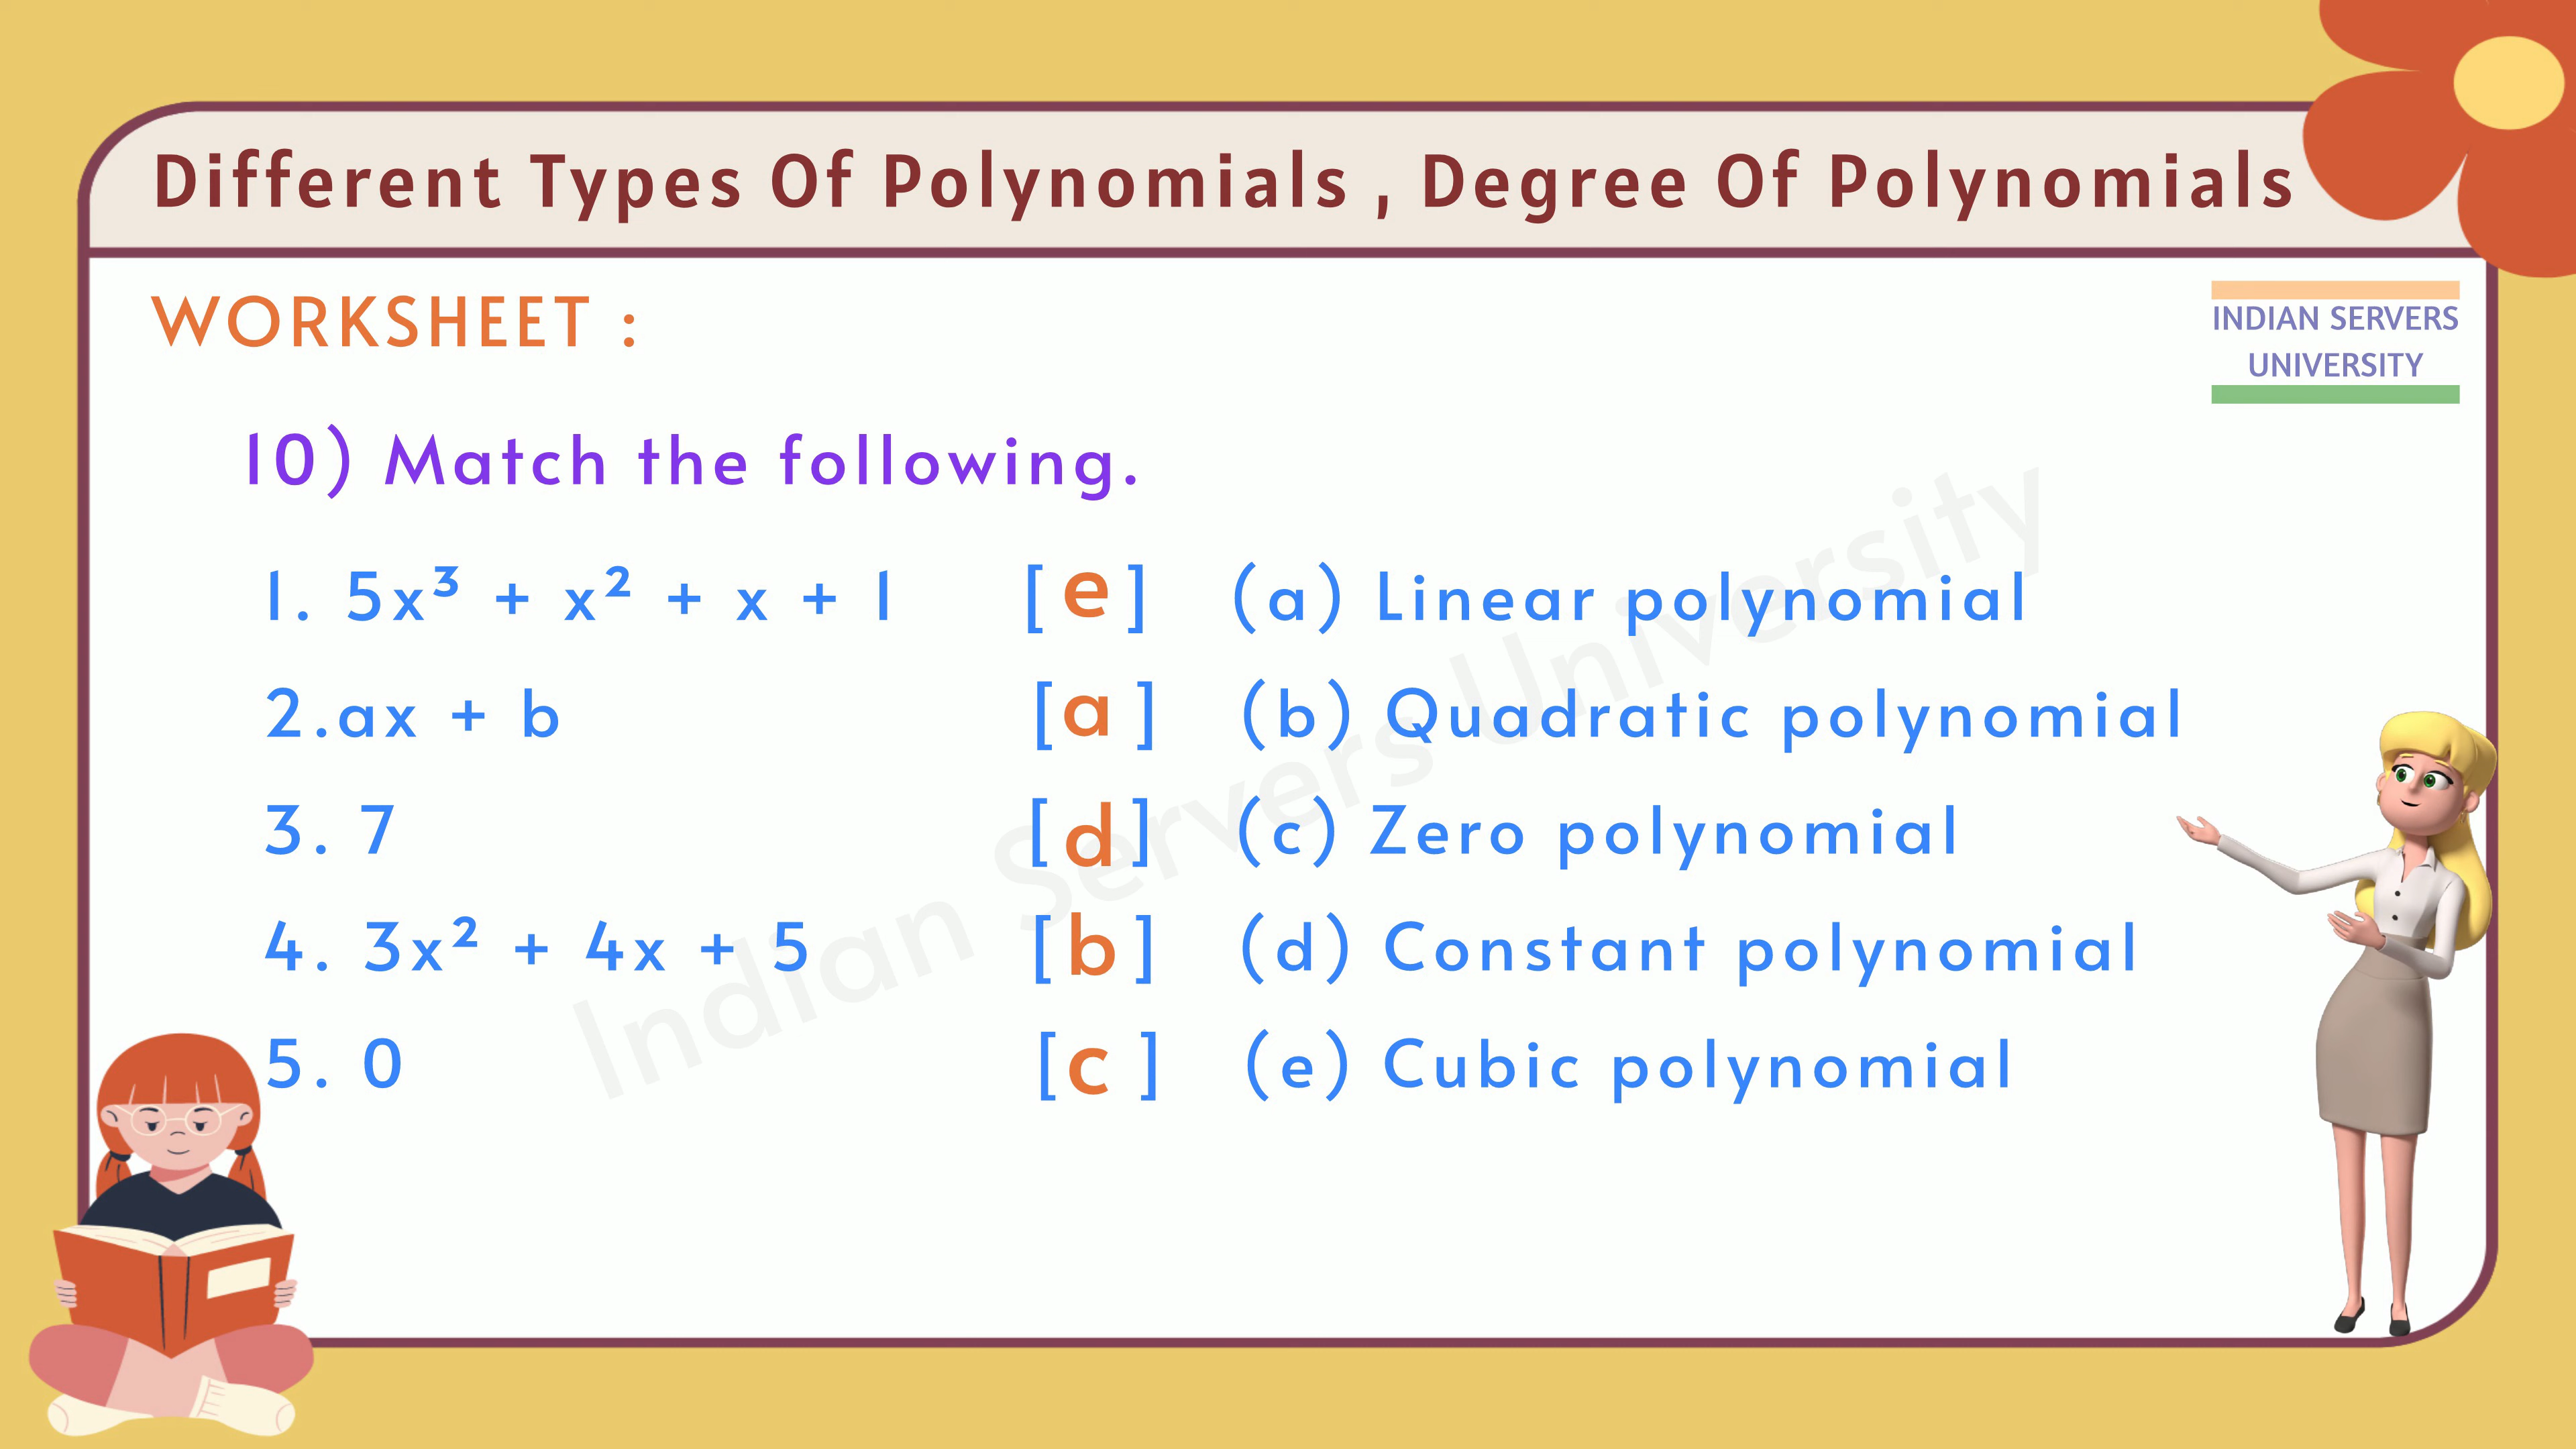 Different Types Of Polynomials , Degree Of Polynomials
WORKSHEET :
INDIAN SERVERS
UNIVERSITY
10) Match the following.
1. 5x³ + x² + x + 1 [ e ] (a) Linear po ynomial
2.ax + b [ a ] (b) Quadratic polynomial
3. 7 [ d ] (c) Zero polynomial
4. 3x² + 4x + 5 [ b ] (d) Constant polynomial
5. 0 [ c ] (e) Cubic polynomial
Indian Servers University